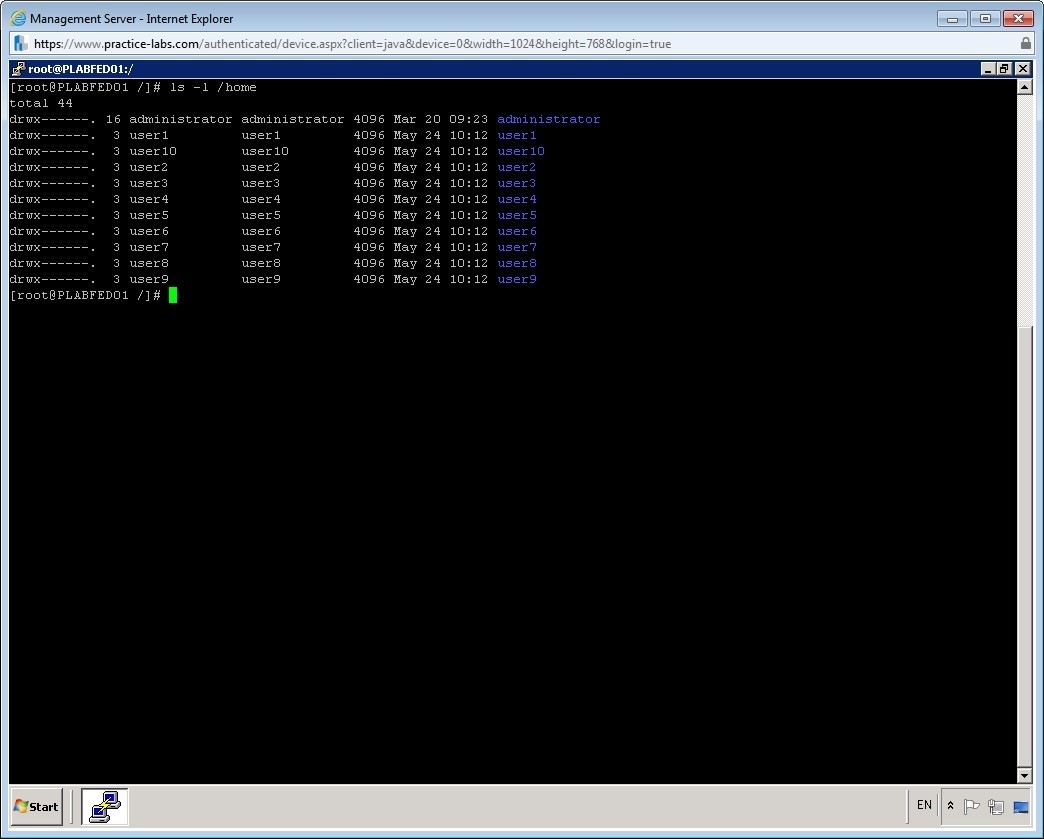 Management Server - Internet Explorer
https://www.practice-labs.com/authenticated/device.aspx?client=java&device=0&width=1024&height=768&login=true
root@PLABFED01:/
[root@PLABFED01 /]# ls -l /home
total 44
drwx------. 16 administrator administrator 4096 Mar 20 09:23 administrator
drwx------.  3 user1         user1         4096 May 24 10:12 user1
drwx------.  3 user10        user10        4096 May 24 10:12 user10
drwx------.  3 user2         user2         4096 May 24 10:12 user2
drwx------.  3 user3         user3         4096 May 24 10:12 user3
drwx------.  3 user4         user4         4096 May 24 10:12 user4
drwx------.  3 user5         user5         4096 May 24 10:12 user5
drwx------.  3 user6         user6         4096 May 24 10:12 user6
drwx------.  3 user7         user7         4096 May 24 10:12 user7
drwx------.  3 user8         user8         4096 May 24 10:12 user8
drwx------.  3 user9         user9         4096 May 24 10:12 user9
[root@PLABFED01 /]#
Start
EN